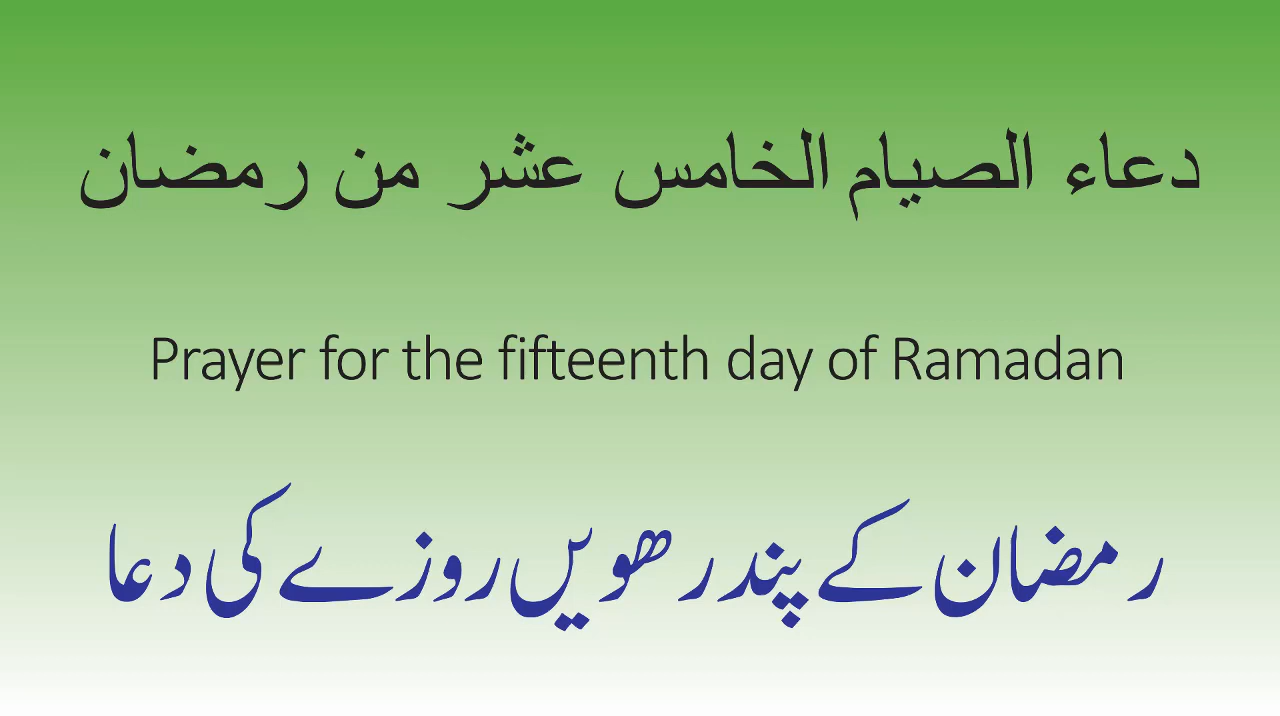 دعاء الصيام الخامس عشر من رمضان
Prayer for the fifteenth day of Ramadan
رمضان کے پندرھویں روزے کی دعا